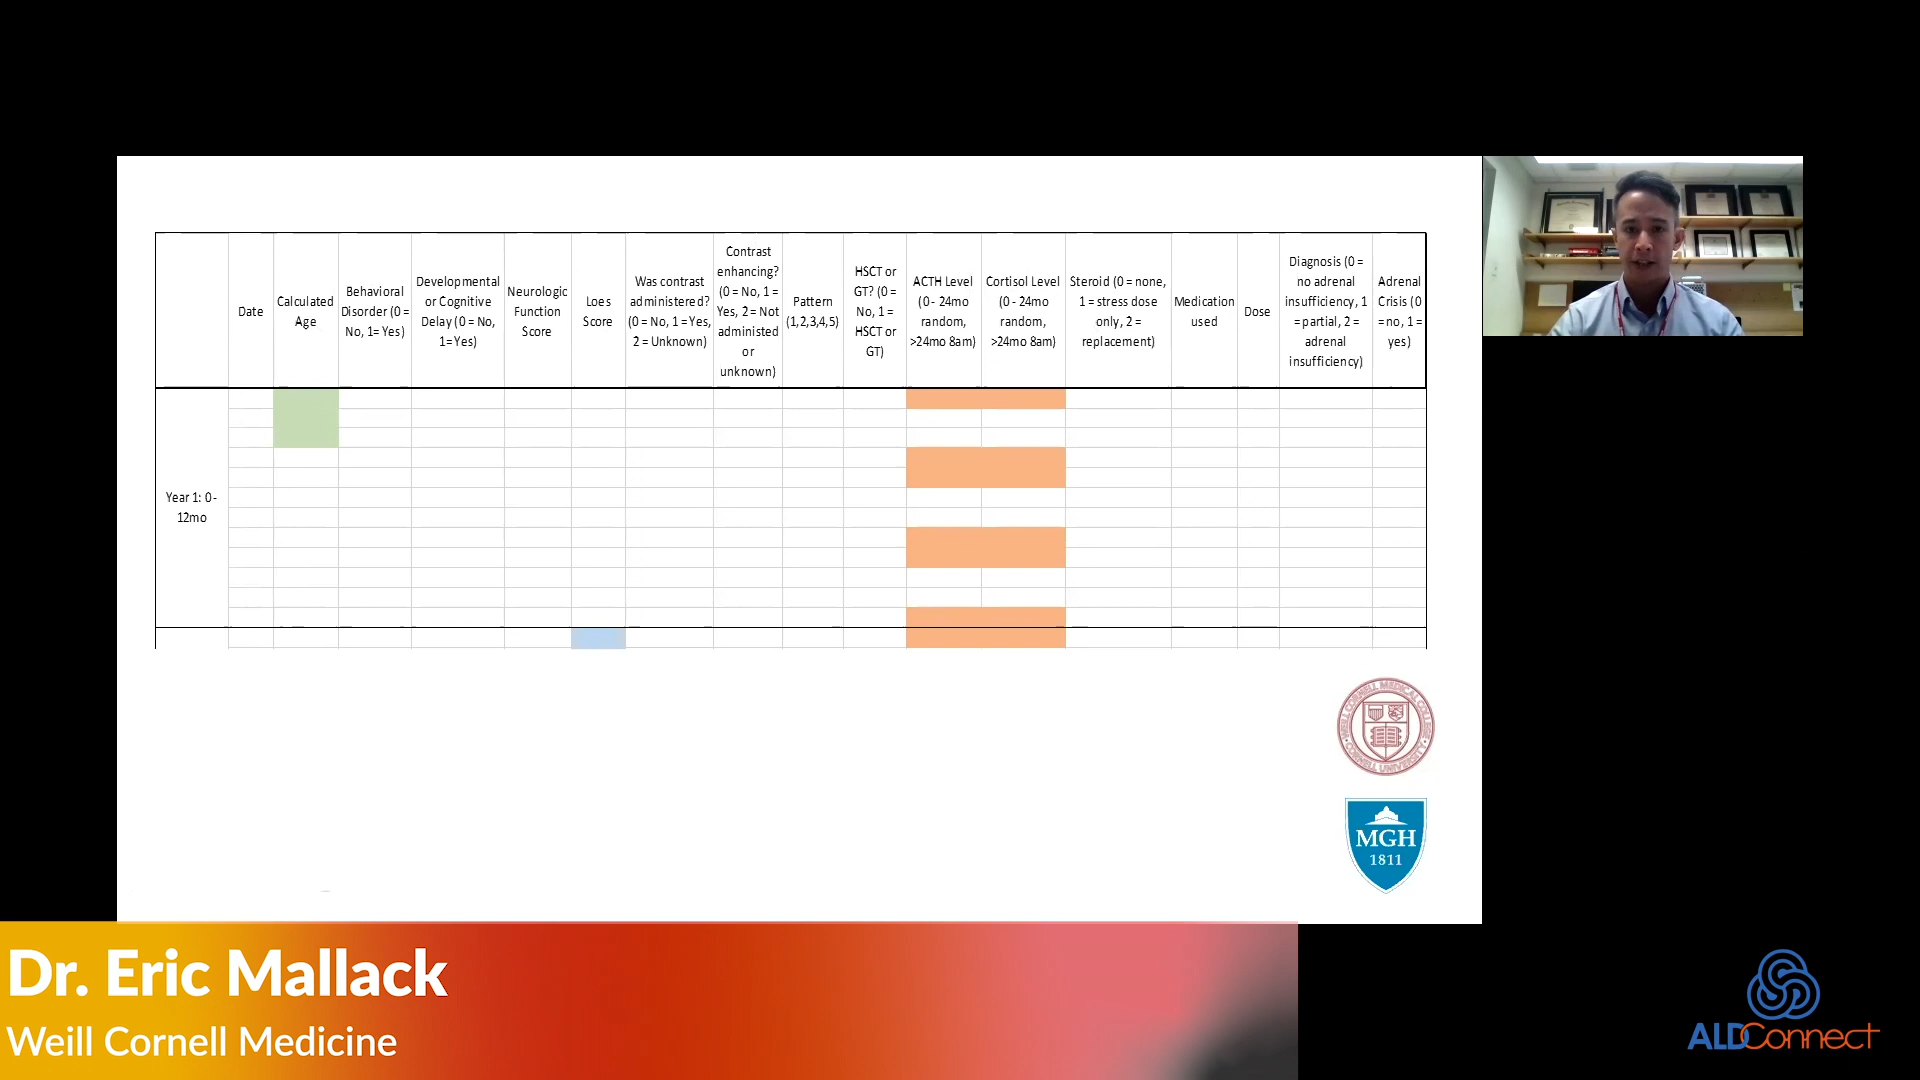 Date
Calculated
Age
Behavioral
Disorder (0 =
No, 1= Yes)
Developmental
or Cognitive
Delay (0 = No,
1= Yes)
Neurologic
Function
Score
Loes
Score
Was contrast
administered?
(0 = No, 1 = Yes,
2 = Unknown)
Contrast
enhancing?
(0 = No, 1 =
Yes, 2 = Not
administed
or
unknown)
Pattern
(1,2,3,4,5)
HSCT or
GT? (0 =
No, 1 =
HSCT or
GT)
ACTH Level
(0 - 24mo
random,
>24mo 8am)
Cortisol Level
(0 - 24mo
random,
>24mo 8am)
Steroid (0 = none,
1 = stress dose
only, 2 =
replacement)
Medication
used
Dose
Diagnosis (0 =
no adrenal
insufficiency, 1
= partial, 2 =
adrenal
insufficiency)
Adrenal
Crisis (0
= no, 1 =
yes)
Year 1: 0 -
12mo
CORNELL MEDICAL COLLEGE
CORNELL UNIVERSITY
MGH
1811
Dr. Eric Mallack
Weill Cornell Medicine
ALDConnect